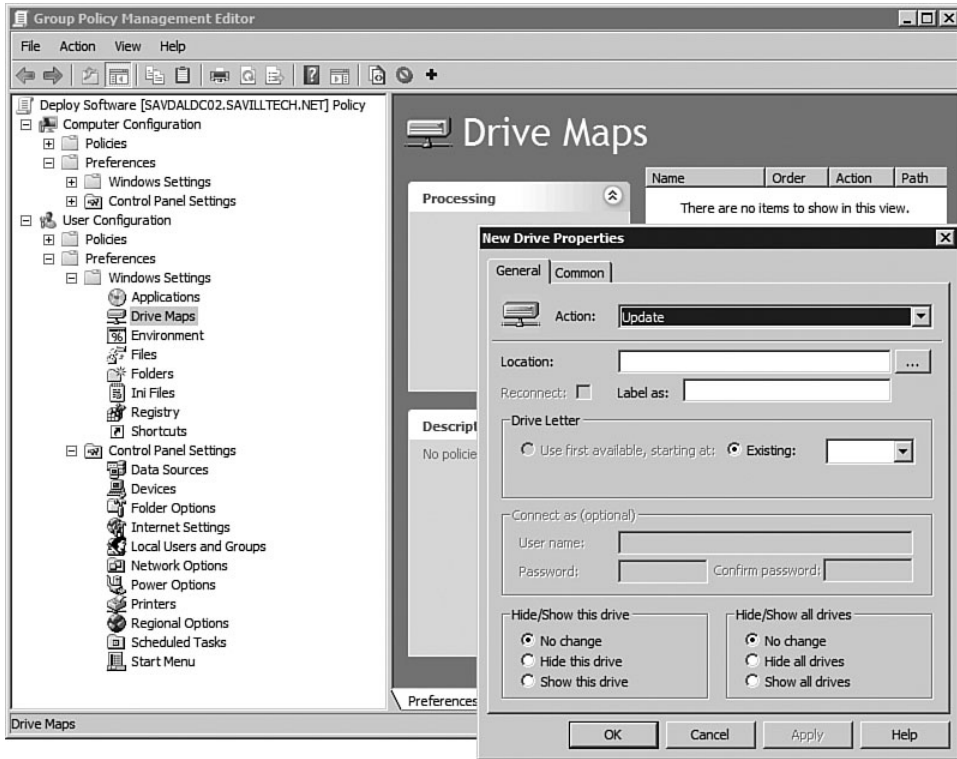 Group Policy Management Editor
File Action View Help
Deploy Software [SAVDALDC02.SAVILLTECH.NET] Policy
Computer Configuration
Policies
Preferences
Windows Settings
Control Panel Settings
User Configuration
Policies
Preferences
Windows Settings
Applications
Drive Maps
Environment
Files
Folders
Ini Files
Registry
Shortcuts
Control Panel Settings
Data Sources
Devices
Folder Options
Internet Settings
Local Users and Groups
Network Options
Power Options
Printers
Regional Options
Scheduled Tasks
Start Menu
Drive Maps
Drive Maps
Processing
Name Order Action Path
There are no items to show in this view.
Descript
No policie
Preferences
New Drive Properties
General Common
Action: Update
Location: ...
Reconnect: Label as:
Drive Letter
Use first available, starting at: Existing:
Connect as (optional)
User name:
Password: Confirm password:
Hide/Show this drive
No change
Hide this drive
Show this drive
Hide/Show all drives
No change
Hide all drives
Show all drives
OK Cancel Apply Help